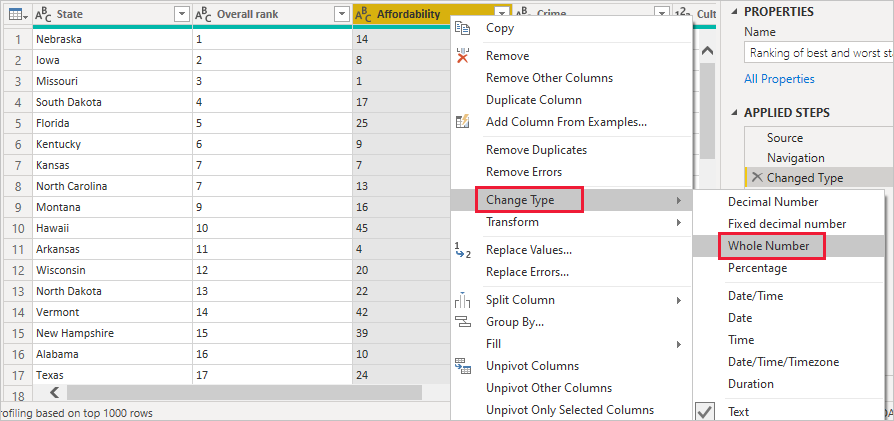 State Overall rank Affordability Crime Cult
1 Nebraska 1 14
2 Iowa 2 8
3 Missouri 3 1
4 South Dakota 4 17
5 Florida 5 25
6 Kentucky 6 9
7 Kansas 7 7
8 North Carolina 7 13
9 Montana 9 16
10 Hawaii 10 45
11 Arkansas 11 4
12 Wisconsin 12 20
13 North Dakota 13 22
14 Vermont 14 42
15 New Hampshire 15 39
16 Alabama 16 10
17 Texas 17 24
18
rofiling based on top 1000 rows
Copy
Remove
Remove Other Columns
Duplicate Column
Add Column From Examples...
Remove Duplicates
Remove Errors
Change Type
Transform
Replace Values...
Replace Errors...
Split Column
Group By...
Fill
Unpivot Columns
Unpivot Other Columns
Unpivot Only Selected Columns
Decimal Number
Fixed decimal number
Whole Number
Percentage
Date/Time
Date
Time
Date/Time/Timezone
Duration
Text
PROPERTIES
Name
Ranking of best and worst st
All Properties
APPLIED STEPS
Source
Navigation
Changed Type